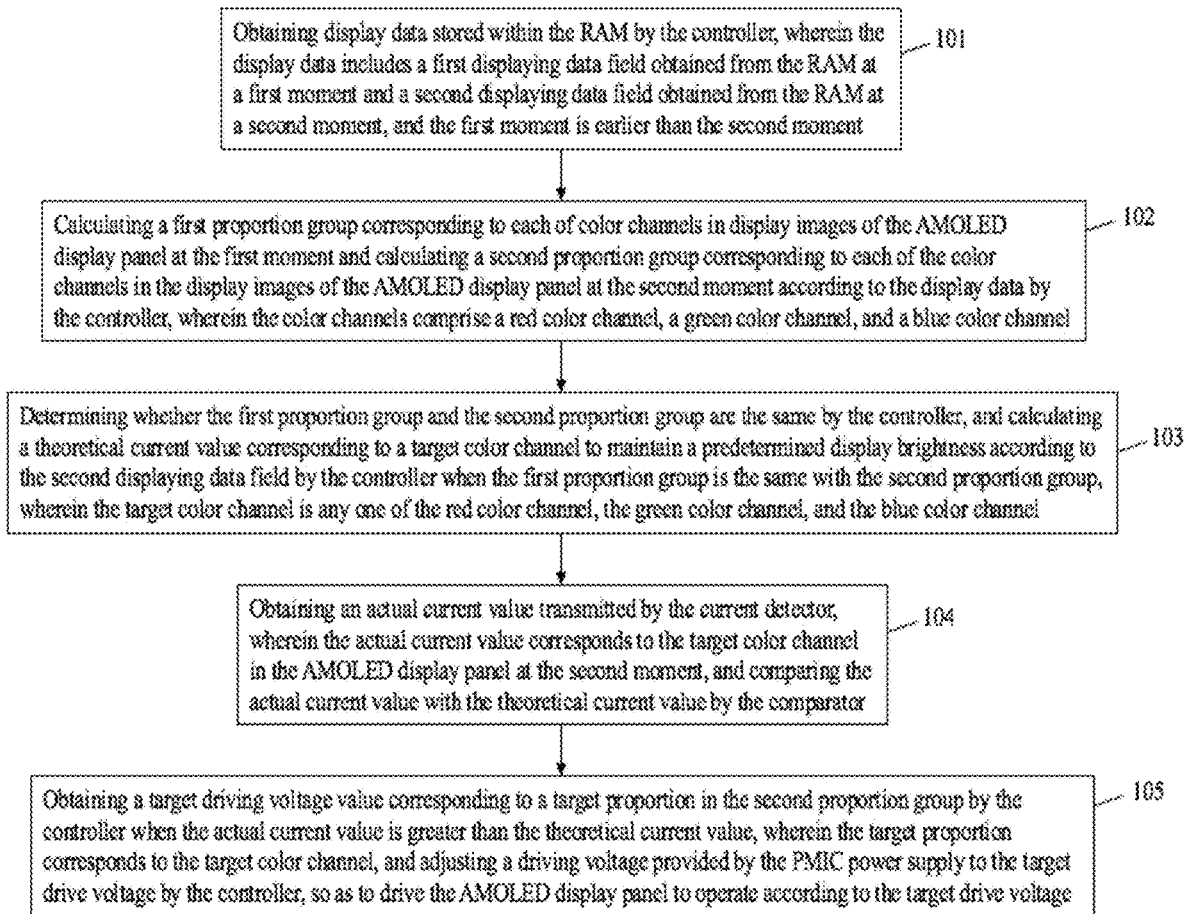 Obtaining display data stored within the RAM by the controller, wherein the
display data includes a first displaying data field obtained from the RAM at
a first moment and a second displaying data field obtained from the RAM at
a second moment, and the first moment is earlier than the second moment
101
Calculating a first proportion group corresponding to each of color channels in display images of the AMOLED
display panel at the first moment and calculating a second proportion group corresponding to each of the color
channels in the display images of the AMOLED display panel at the second moment according to the display data by
the controller, wherein the color channels comprise a red color channel, a green color channel, and a blue color channel
102
Determining whether the first proportion group and the second proportion group are the same by the controller, and calculating
a theoretical current value corresponding to a target color channel to maintain a predetermined display brightness according to
the second displaying data field by the controller when the first proportion group is the same with the second proportion group,
wherein the target color channel is any one of the red color channel, the green color channel, and the blue color channel
103
Obtaining an actual current value transmitted by the current detector,
wherein the actual current value corresponds to the target color channel
in the AMOLED display panel at the second moment, and comparing the
actual current value with the theoretical current value by the comparator
104
Obtaining a target driving voltage value corresponding to a target proportion in the second proportion group by the
controller when the actual current value is greater than the theoretical current value, wherein the target proportion
corresponds to the target color channel, and adjusting a driving voltage provided by the PMIC power supply to the target
drive voltage by the controller, so as to drive the AMOLED display panel to operate according to the target drive voltage
105